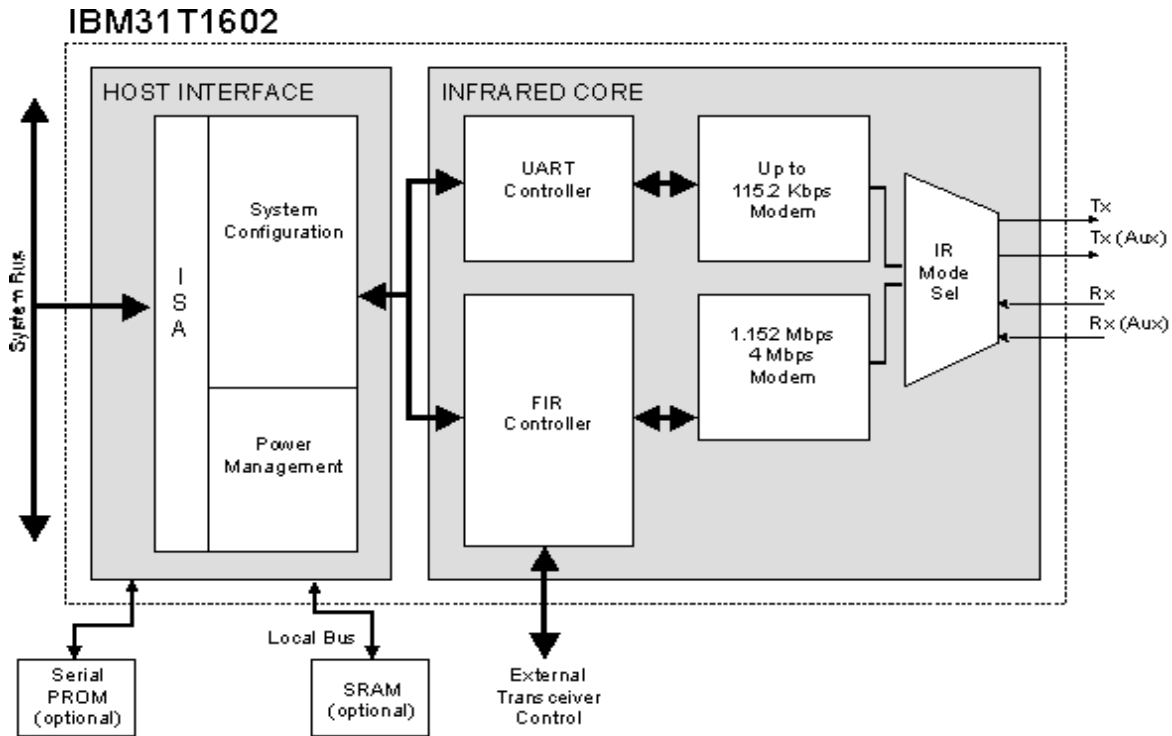 IBM31T1602
HOST INTERFACE
INFRARED CORE
System Bus
I
S
A
System
Configuration
Power
Management
UART
Controller
Up to
115.2 Kbps
Modem
FIR
Controller
1.152 Mbps
4 Mbps
Modem
IR
Mode
Sel
Tx
Tx (Aux)
Rx
Rx (Aux)
Local Bus
Serial
PROM
(optional)
SRAM
(optional)
External
Transceiver
Control